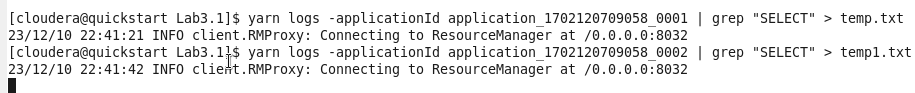 [cloudera@quickstart Lab3.1]$ yarn logs -applicationId application_1702120709058_0001 | grep "SELECT" > temp.txt
23/12/10 22:41:21 INFO client.RMProxy: Connecting to ResourceManager at /0.0.0.0:8032
[cloudera@quickstart Lab3.1]$ yarn logs -applicationId application_1702120709058_0002 | grep "SELECT" > temp1.txt
23/12/10 22:41:42 INFO client.RMProxy: Connecting to ResourceManager at /0.0.0.0:8032